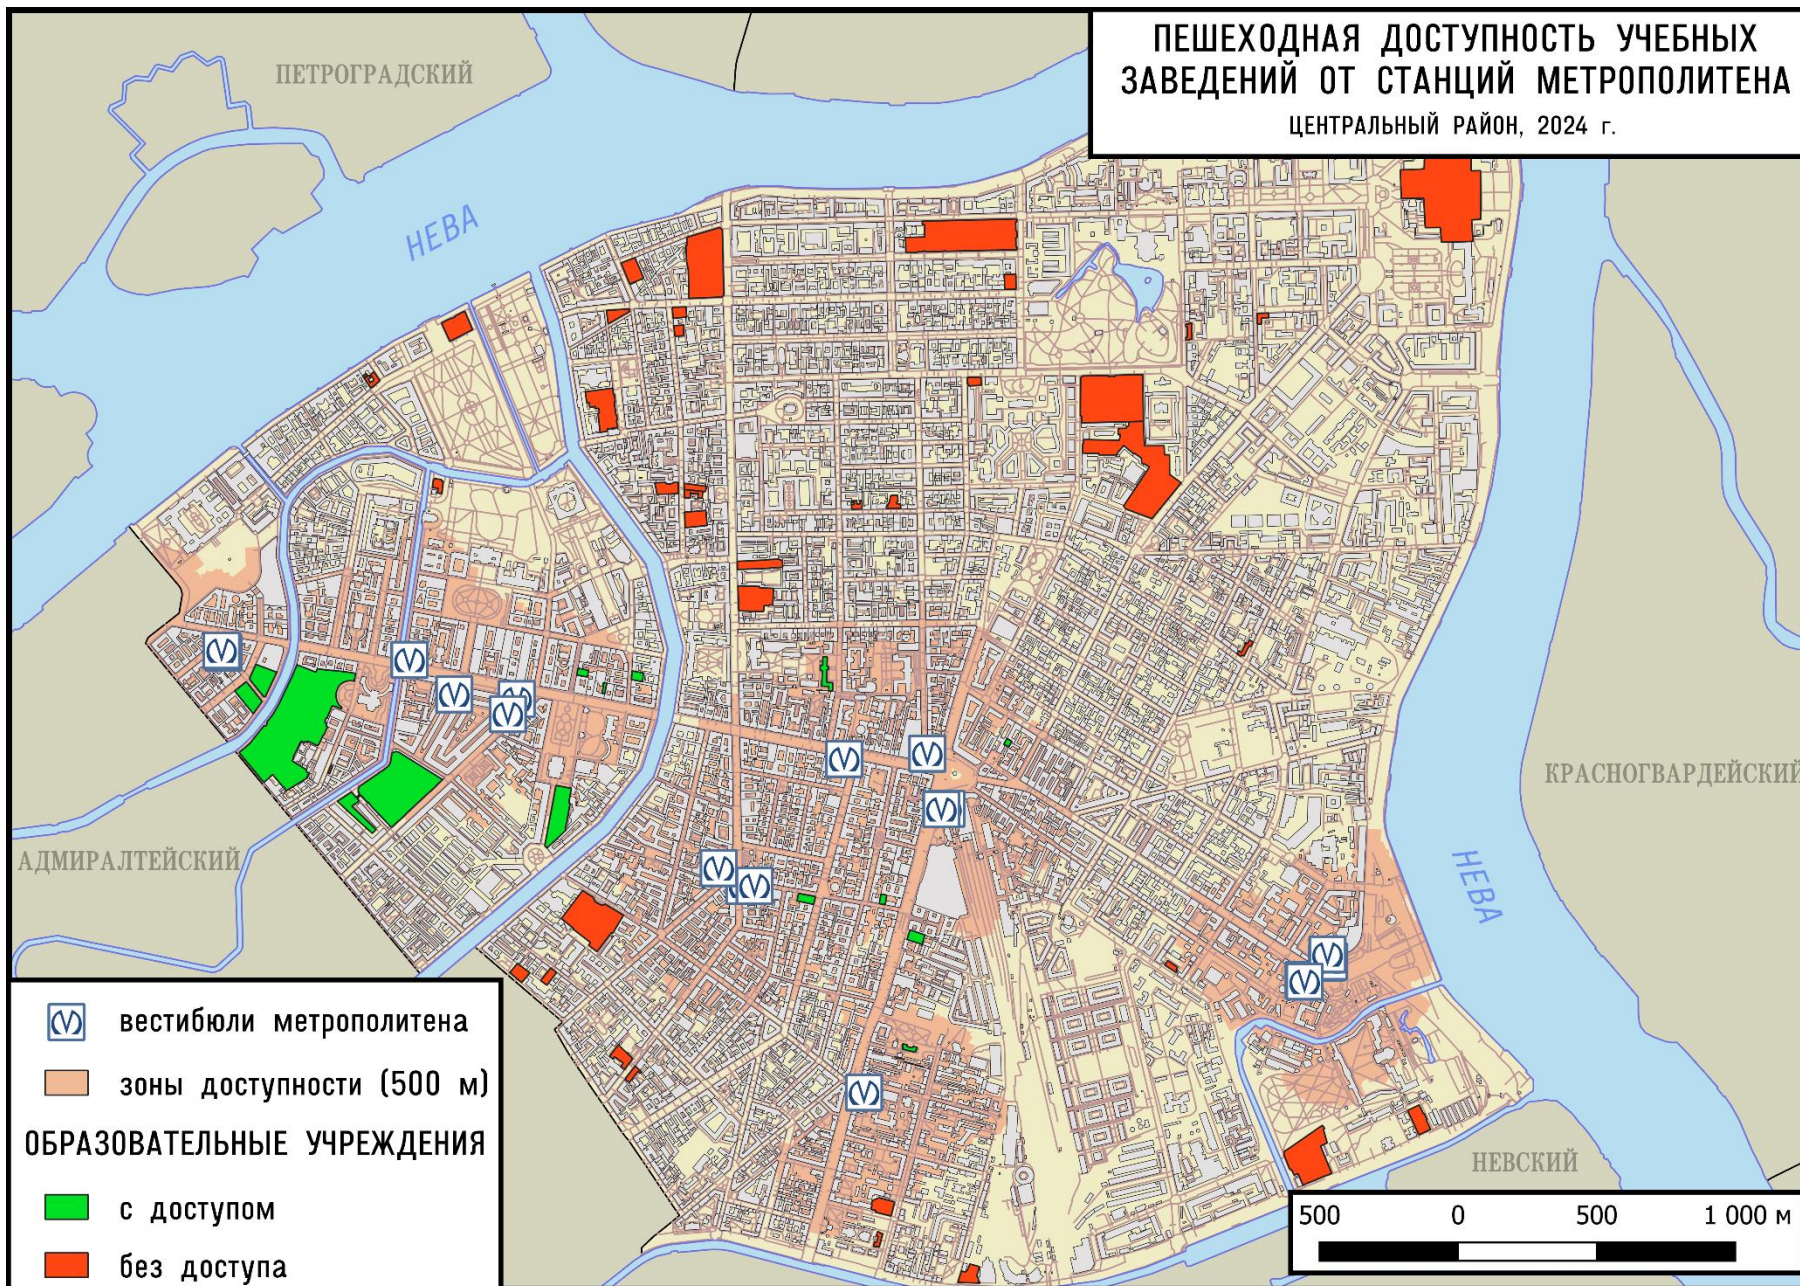 ПЕШЕХОДНАЯ ДОСТУПНОСТЬ УЧЕБНЫХ
ЗАВЕДЕНИЙ ОТ СТАНЦИЙ МЕТРОПОЛИТЕНА
ЦЕНТРАЛЬНЫЙ РАЙОН, 2024 г.
ПЕТРОГРАДСКИЙ
НЕВА
КРАСНОГВАРДЕЙСКИЙ
АДМИРАЛТЕЙСКИЙ
НЕВА
НЕВСКИЙ
вестибюли метрополитена
зоны доступности (500 м)
ОБРАЗОВАТЕЛЬНЫЕ УЧРЕЖДЕНИЯ
с доступом
без доступа
500 0 500 1 000 м